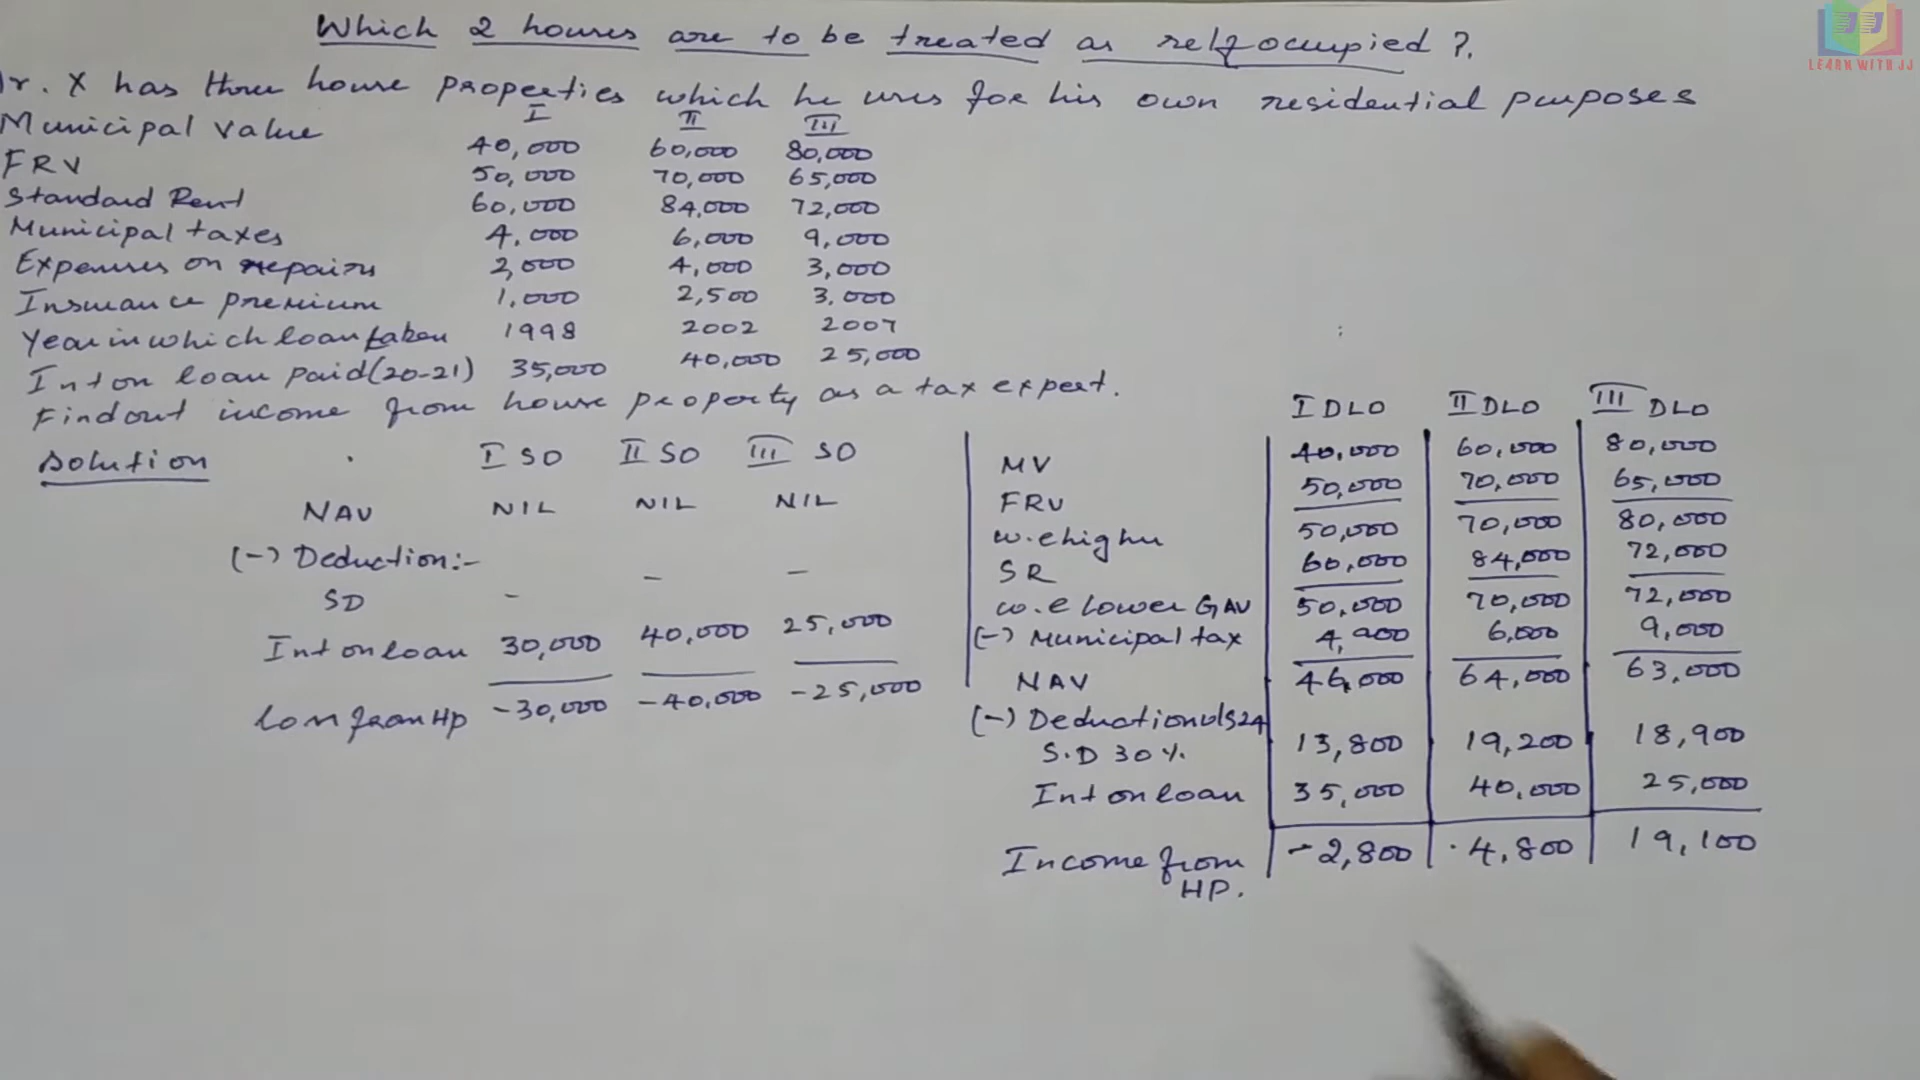 Which 2 houses are to be treated as self occupied ?.
LEARN WITH JJ
Mr. X has three house properties which he uses for his own residential purposes
I II III
Municipal value 40,000 60,000 80,000
FRV 50,000 70,000 65,000
Standard Rent 60,000 84,000 72,000
Municipal taxes 4,000 6,000 9,000
Expenses on repairs 2,000 4,000 3,000
Insurance premium 1,000 2,500 3,000
Year in which loan taken 1998 2002 2007
Int on loan paid (20-21) 35,000 40,000 25,000
Find out income from house property as a tax expert.
Solution
I SO II SO III SO
NAV NIL NIL NIL
(-) Deduction:-
SD - - -
Int on loan 30,000 40,000 25,000
Loss from HP -30,000 -40,000 -25,000
I DLO II DLO III DLO
MV 40,000 60,000 80,000
FRV 50,000 70,000 65,000
w.e higher 50,000 70,000 80,000
SR 60,000 84,000 72,000
w.e lower GAV 50,000 70,000 72,000
(-) Municipal tax 4,000 6,000 9,000
NAV 46,000 64,000 63,000
(-) Deduction u/s 24
S.D 30% 13,800 19,200 18,900
Int on loan 35,000 40,000 25,000
Income from HP. -2,800 4,800 19,100